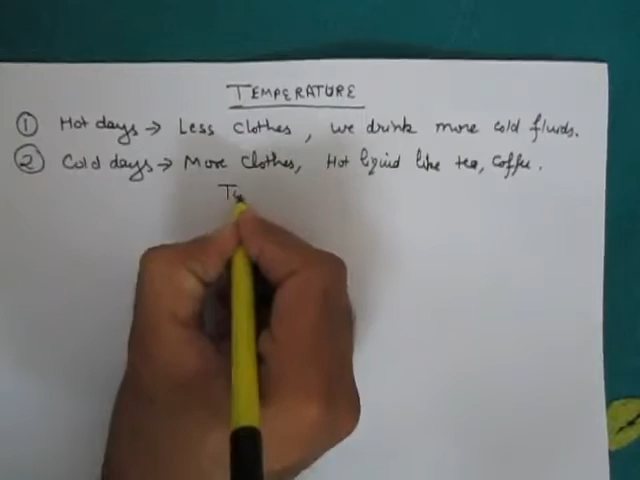 TEMPERATURE
① Hot days → Less clothes, we drink more cold fluids.
② Cold days → More clothes, Hot liquid like tea, Coffee.
Te